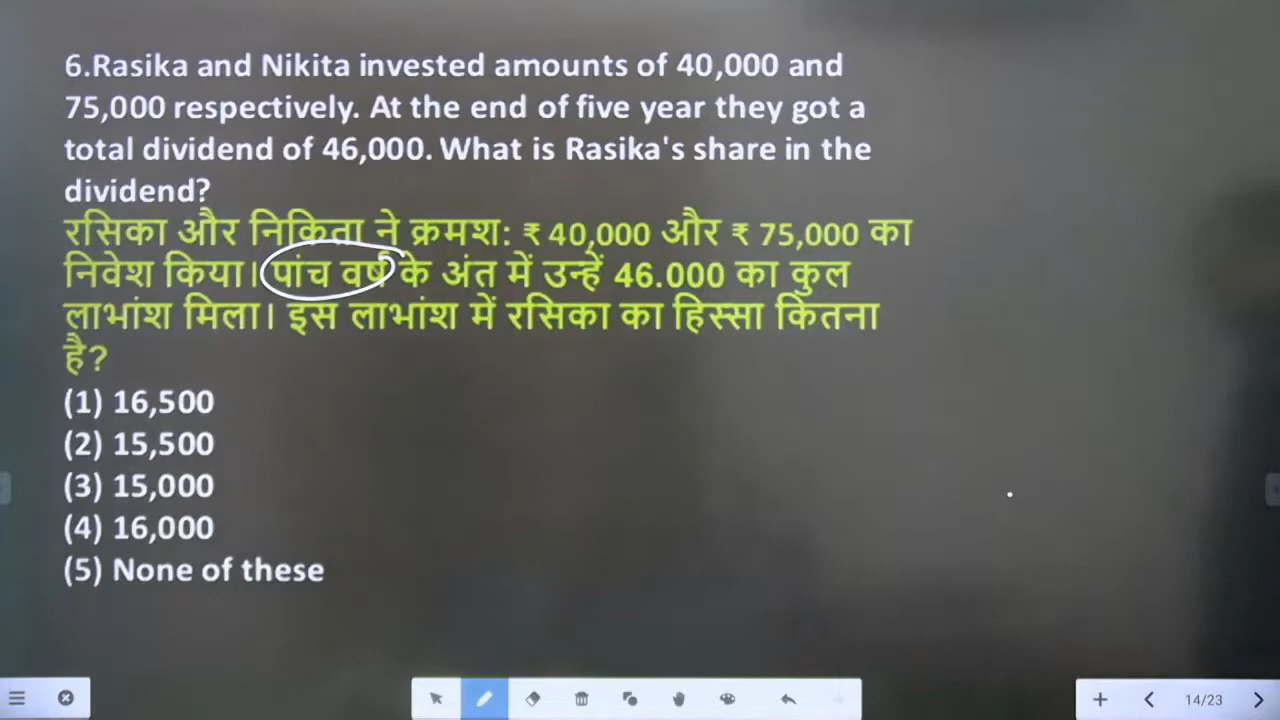 6.Rasika and Nikita invested amounts of 40,000 and
75,000 respectively. At the end of five year they got a
total dividend of 46,000. What is Rasika's share in the
dividend?
रसिका और निकिता ने क्रमश: ₹ 40,000 और ₹ 75,000 का
निवेश किया। पांच वर्ष के अंत में उन्हें 46.000 का कुल
लाभांश मिला। इस लाभांश में रसिका का हिस्सा कितना
है?
(1) 16,500
(2) 15,500
(3) 15,000
(4) 16,000
(5) None of these
14/23